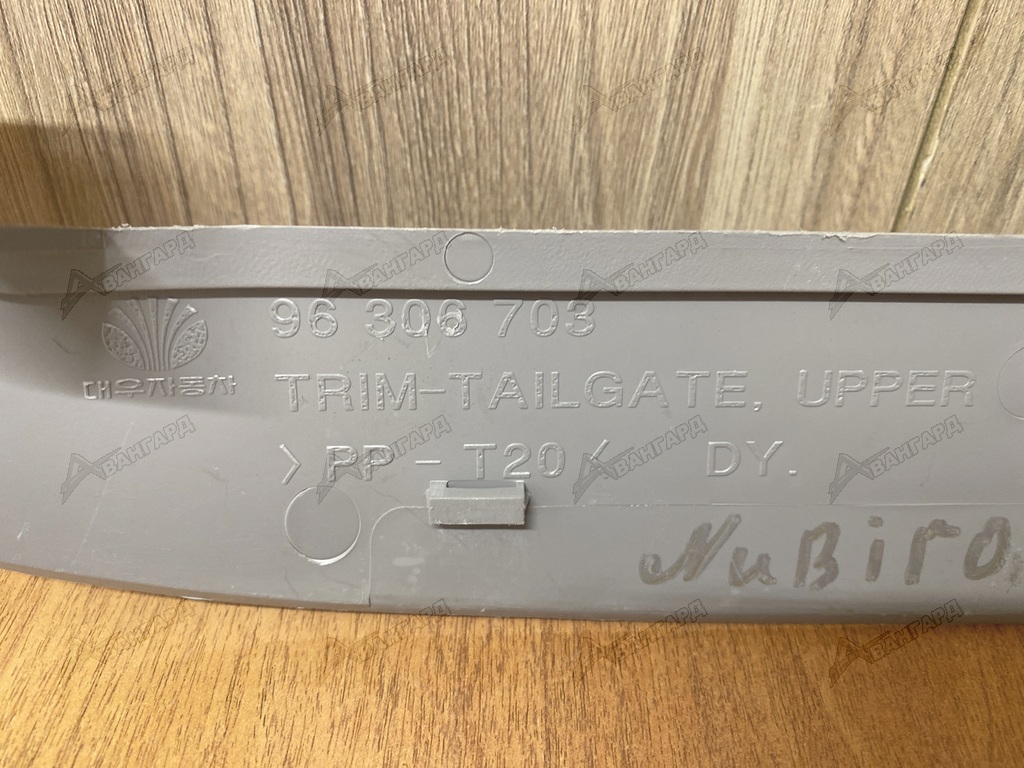 96 306 703
대우자동차
TRIM-TAILGATE, UPPER
>PP-T20< DY.
NuBiro
АВАНГАРД